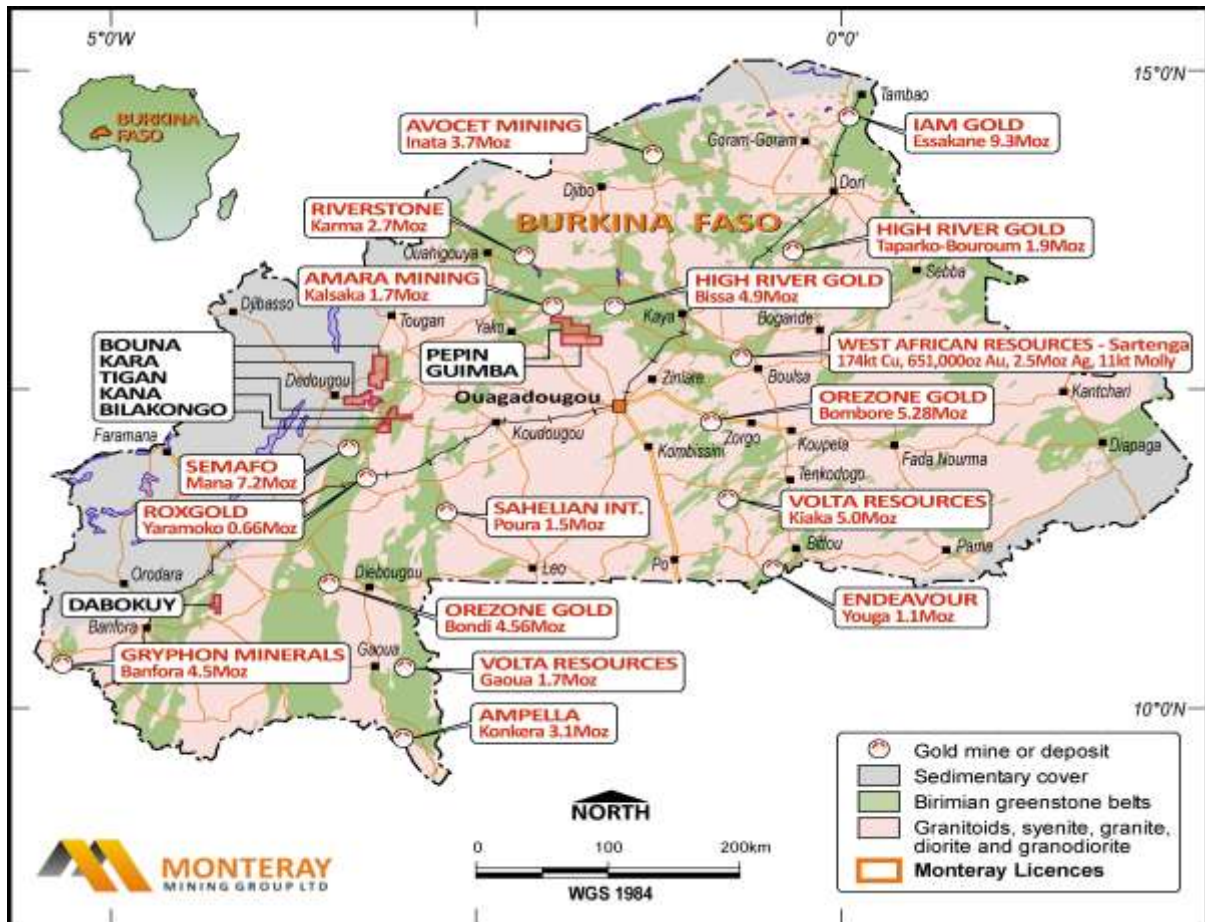 5°0'W
0°0'
15°0'N
BURKINA
FASO
AVOCET MINING
Inata 3.7Moz
Tambao
IAM GOLD
Essakane 9.3Moz
Goram-Goram
Djibo
Dori
RIVERSTONE
Karma 2.7Moz
BURKINA FASO
HIGH RIVER GOLD
Taparko-Bouroum 1.9Moz
Ouahigouya
Sebba
AMARA MINING
Kalsaka 1.7Moz
HIGH RIVER GOLD
Bissa 4.9Moz
Djibasso
Tougan
Yako
Kaya
Bogande
BOUNA
KARA
TIGAN
KANA
BILAKONGO
PEPIN
GUIMBA
WEST AFRICAN RESOURCES - Sartenga
174kt Cu, 651,000oz Au, 2.5Moz Ag, 11kt Molly
Dedougou
Ziniare
Boulsa
Kantchari
Ouagadougou
OREZONE GOLD
Bombore 5.28Moz
Faramana
Koudougou
Kombissiri
Zorgo
Koupela
Fada Nourma
Diapaga
SEMAFO
Mana 7.2Moz
Tenkodogo
ROXGOLD
Yaramoko 0.66Moz
SAHELIAN INT.
Poura 1.5Moz
VOLTA RESOURCES
Kiaka 5.0Moz
Bittou
Pama
Orodara
Diebougou
Leo
Po
DABOKUY
OREZONE GOLD
Bondi 4.56Moz
ENDEAVOUR
Youga 1.1Moz
Banfora
GRYPHON MINERALS
Banfora 4.5Moz
Gaoua
VOLTA RESOURCES
Gaoua 1.7Moz
AMPELLA
Konkera 3.1Moz
10°0'N
Gold mine or deposit
Sedimentary cover
Birimian greenstone belts
Granitoids, syenite, granite,
diorite and granodiorite
Monteray Licences
NORTH
0
100
200km
WGS 1984
MONTERAY
MINING GROUP LTD